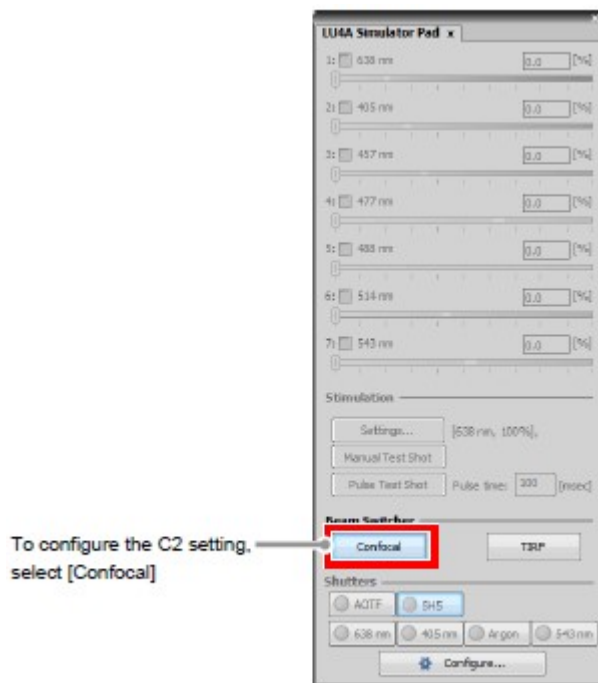 LU4A Simulator Pad x
1: 638 nm 0.0 [%]
2: 405 nm 0.0 [%]
3: 457 nm 0.0 [%]
4: 477 nm 0.0 [%]
5: 488 nm 0.0 [%]
6: 514 nm 0.0 [%]
7: 543 nm 0.0 [%]
Stimulation
Settings... [638 nm, 100%],
Manual Test Shot
Pulse Test Shot Pulse time: 300 [msec]
Beam Switcher
To configure the C2 setting,
select [Confocal]
Confocal TIRF
Shutters
AOTF SH5
638 nm 405 nm Argon 543 nm
Configure...